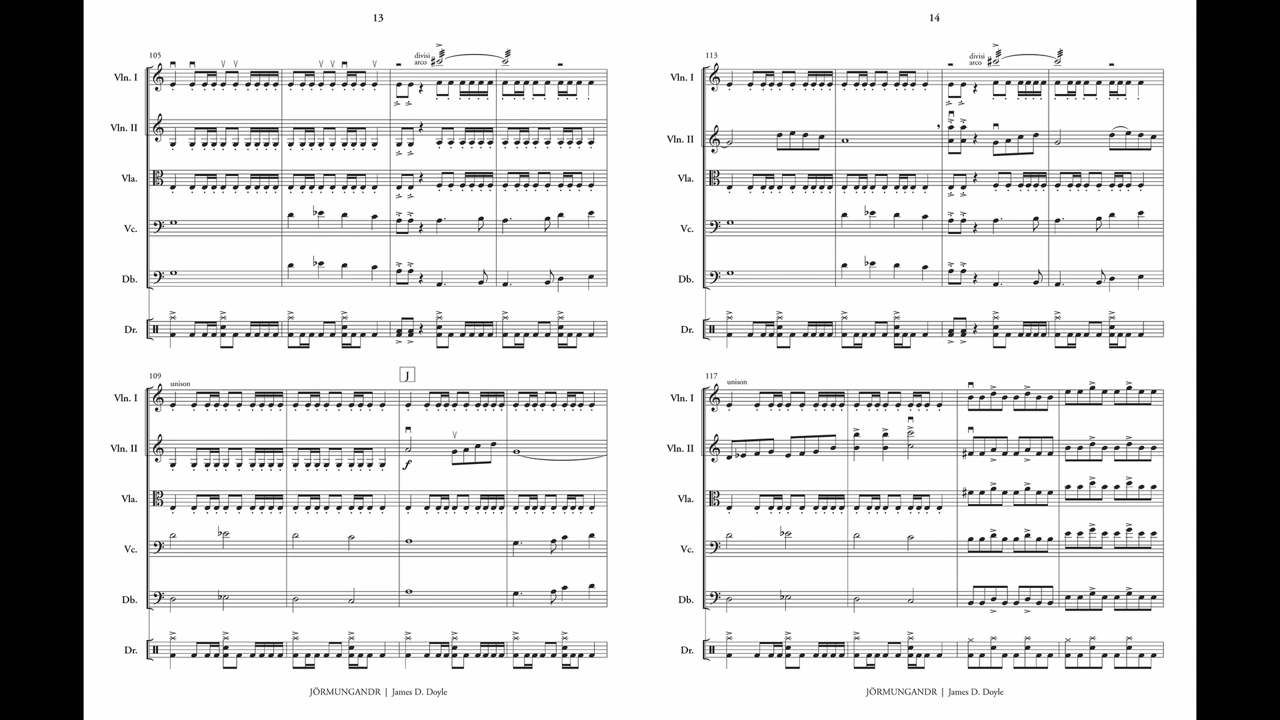 13
105
divisi
arco
Vln. I
Vln. II
Vla.
Vc.
Db.
Dr.
109
unison
J
Vln. I
Vln. II
f
Vla.
Vc.
Db.
Dr.
JÖRMUNGANDR | James D. Doyle
14
113
divisi
arco
Vln. I
Vln. II
Vla.
Vc.
Db.
Dr.
117
unison
Vln. I
Vln. II
Vla.
Vc.
Db.
Dr.
JÖRMUNGANDR | James D. Doyle